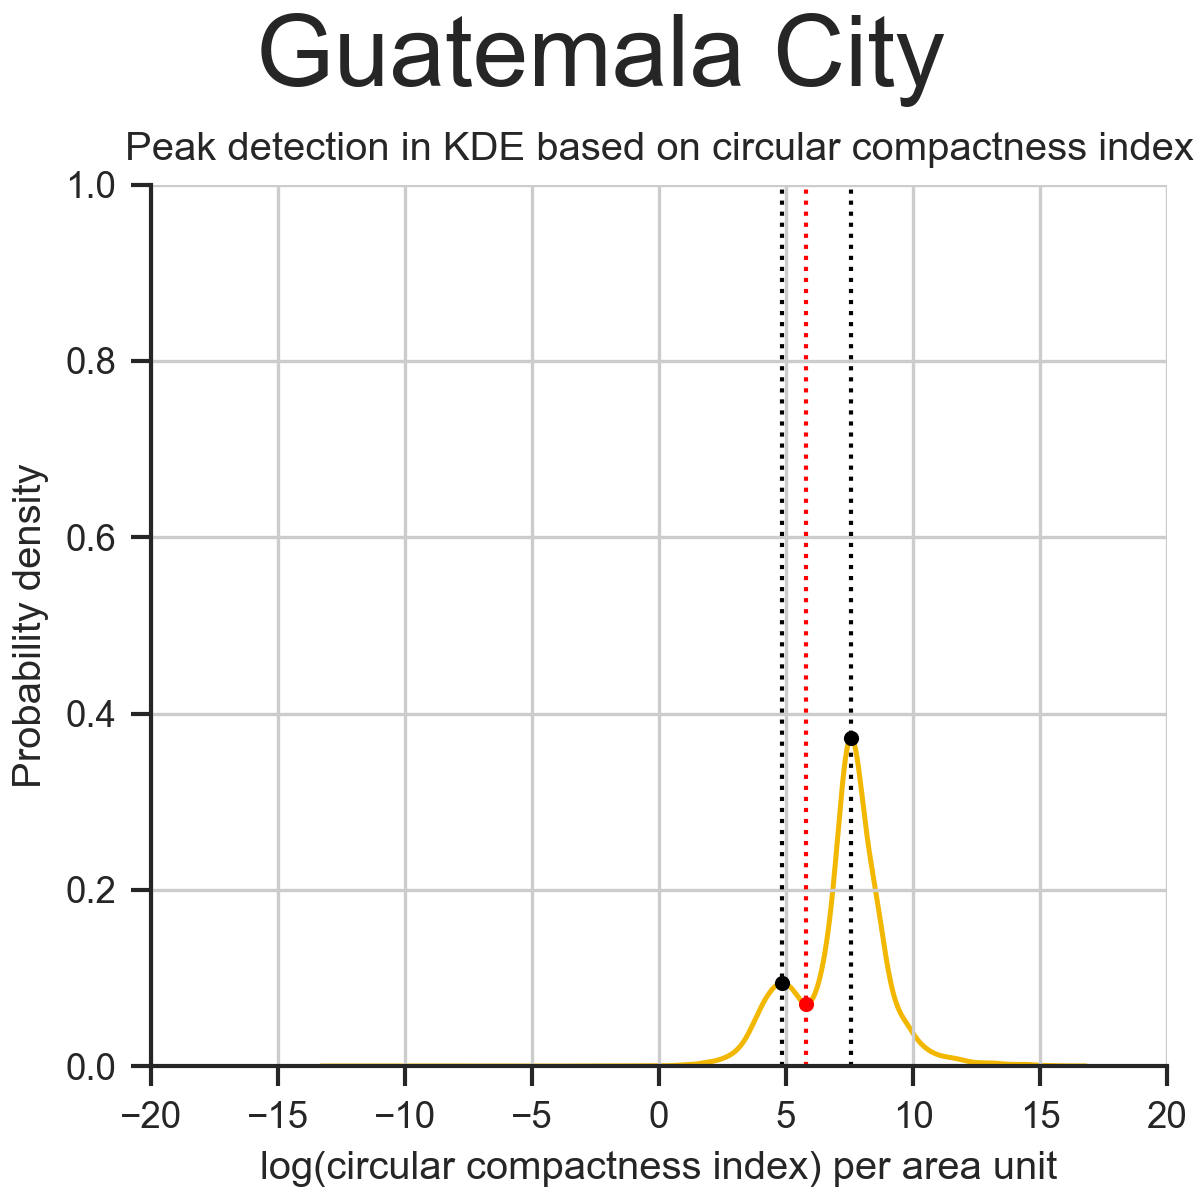 Guatemala City
Peak detection in KDE based on circular compactness index
1.0
0.8
0.6
0.4
0.2
0.0
Probability density
−20 −15 −10 −5 0 5 10 15 20
log(circular compactness index) per area unit